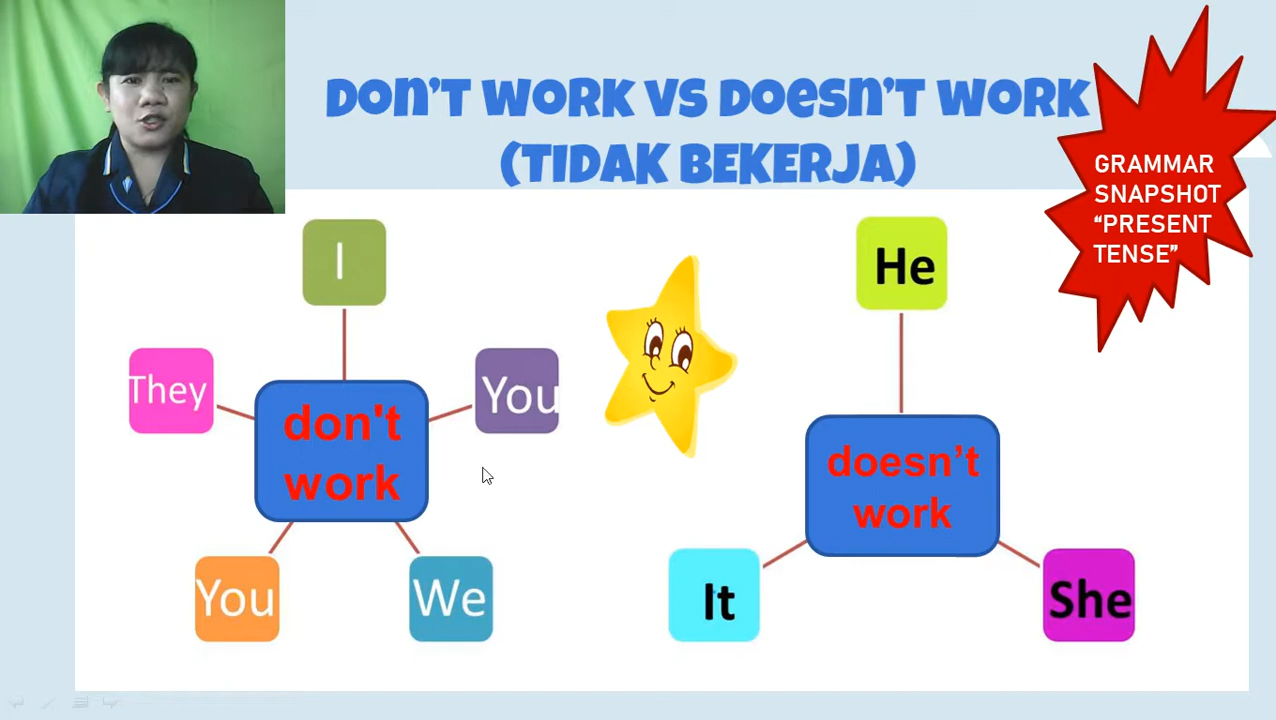 DON'T WORK VS DOESN'T WORK
(TIDAK BEKERJA)
GRAMMAR
SNAPSHOT
“PRESENT
TENSE”
I
They
You
don't
work
You
We
He
doesn’t
work
It
She